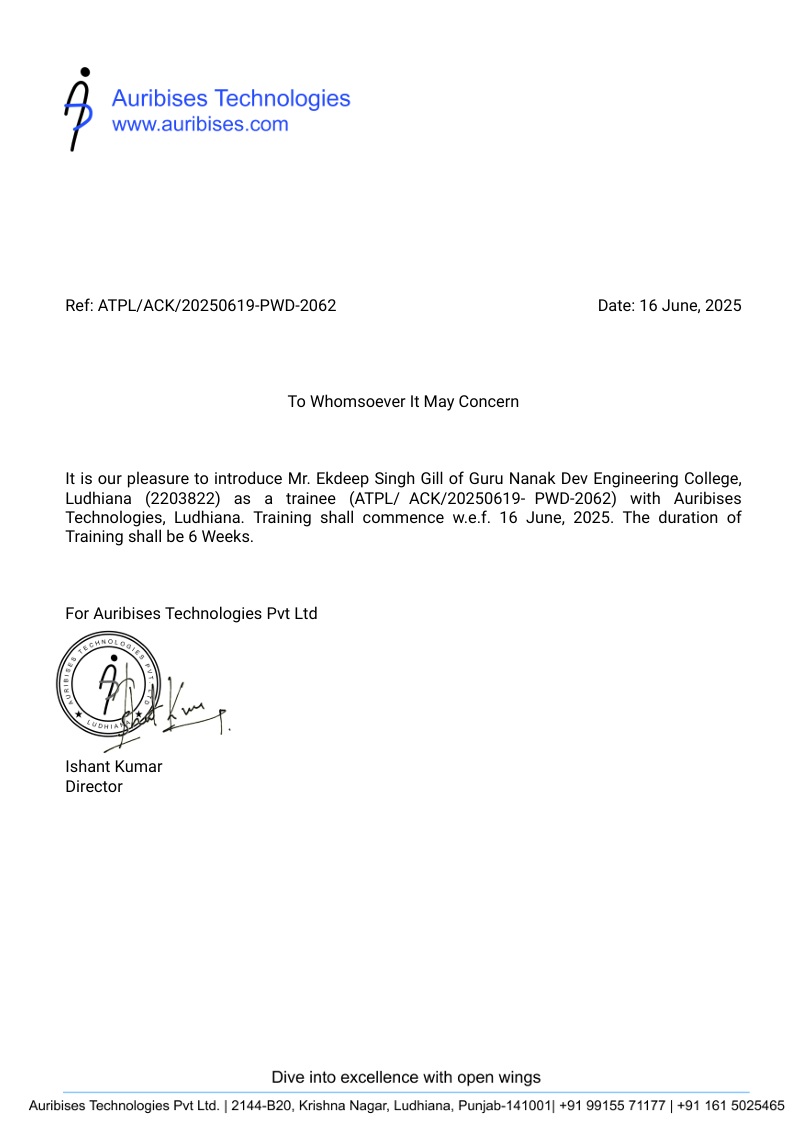 Auribises Technologies
www.auribises.com
Ref: ATPL/ACK/20250619-PWD-2062
Date: 16 June, 2025
To Whomsoever It May Concern
It is our pleasure to introduce Mr. Ekdeep Singh Gill of Guru Nanak Dev Engineering College,
Ludhiana (2203822) as a trainee (ATPL/ ACK/20250619- PWD-2062) with Auribises
Technologies, Ludhiana. Training shall commence w.e.f. 16 June, 2025. The duration of
Training shall be 6 Weeks.
For Auribises Technologies Pvt Ltd
AURIBISES TECHNOLOGIES PVT LTD
LUDHIANA
Ishant Kumar
Ishant Kumar
Director
Dive into excellence with open wings
Auribises Technologies Pvt Ltd. | 2144-B20, Krishna Nagar, Ludhiana, Punjab-141001| +91 99155 71177 | +91 161 5025465